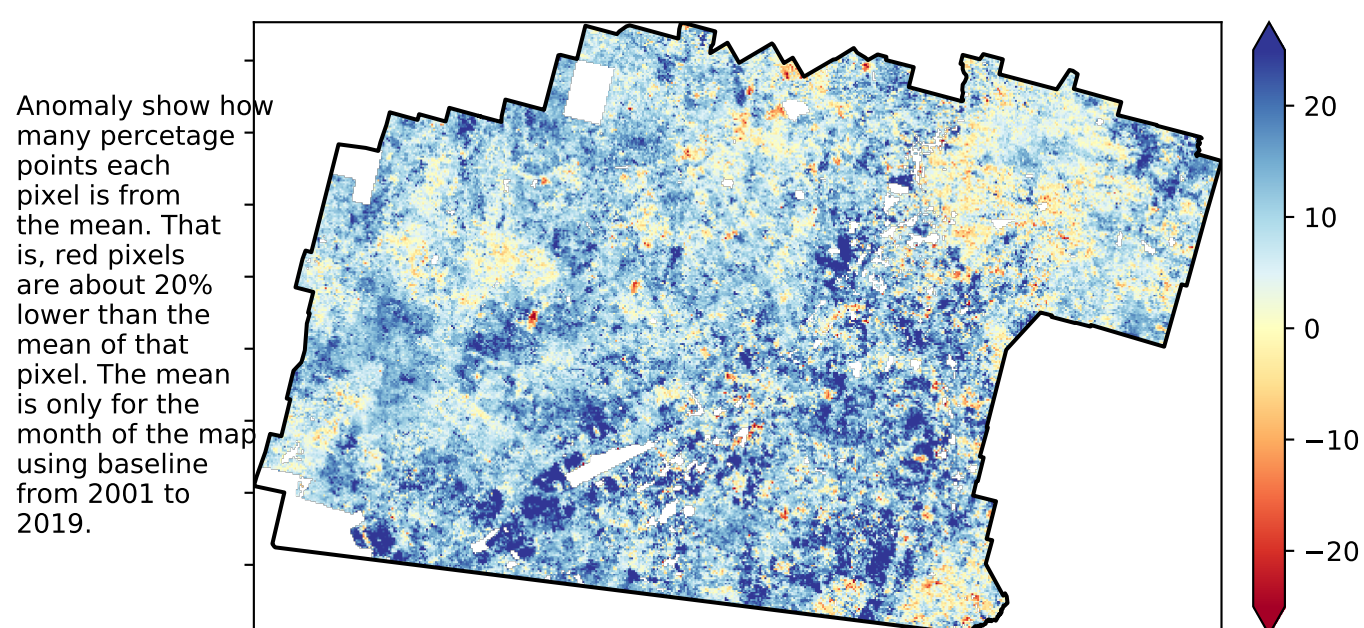 Anomaly show how
many percetage
points each
pixel is from
the mean. That
is, red pixels
are about 20%
lower than the
mean of that
pixel. The mean
is only for the
month of the map
using baseline
from 2001 to
2019.
20
10
0
−10
−20